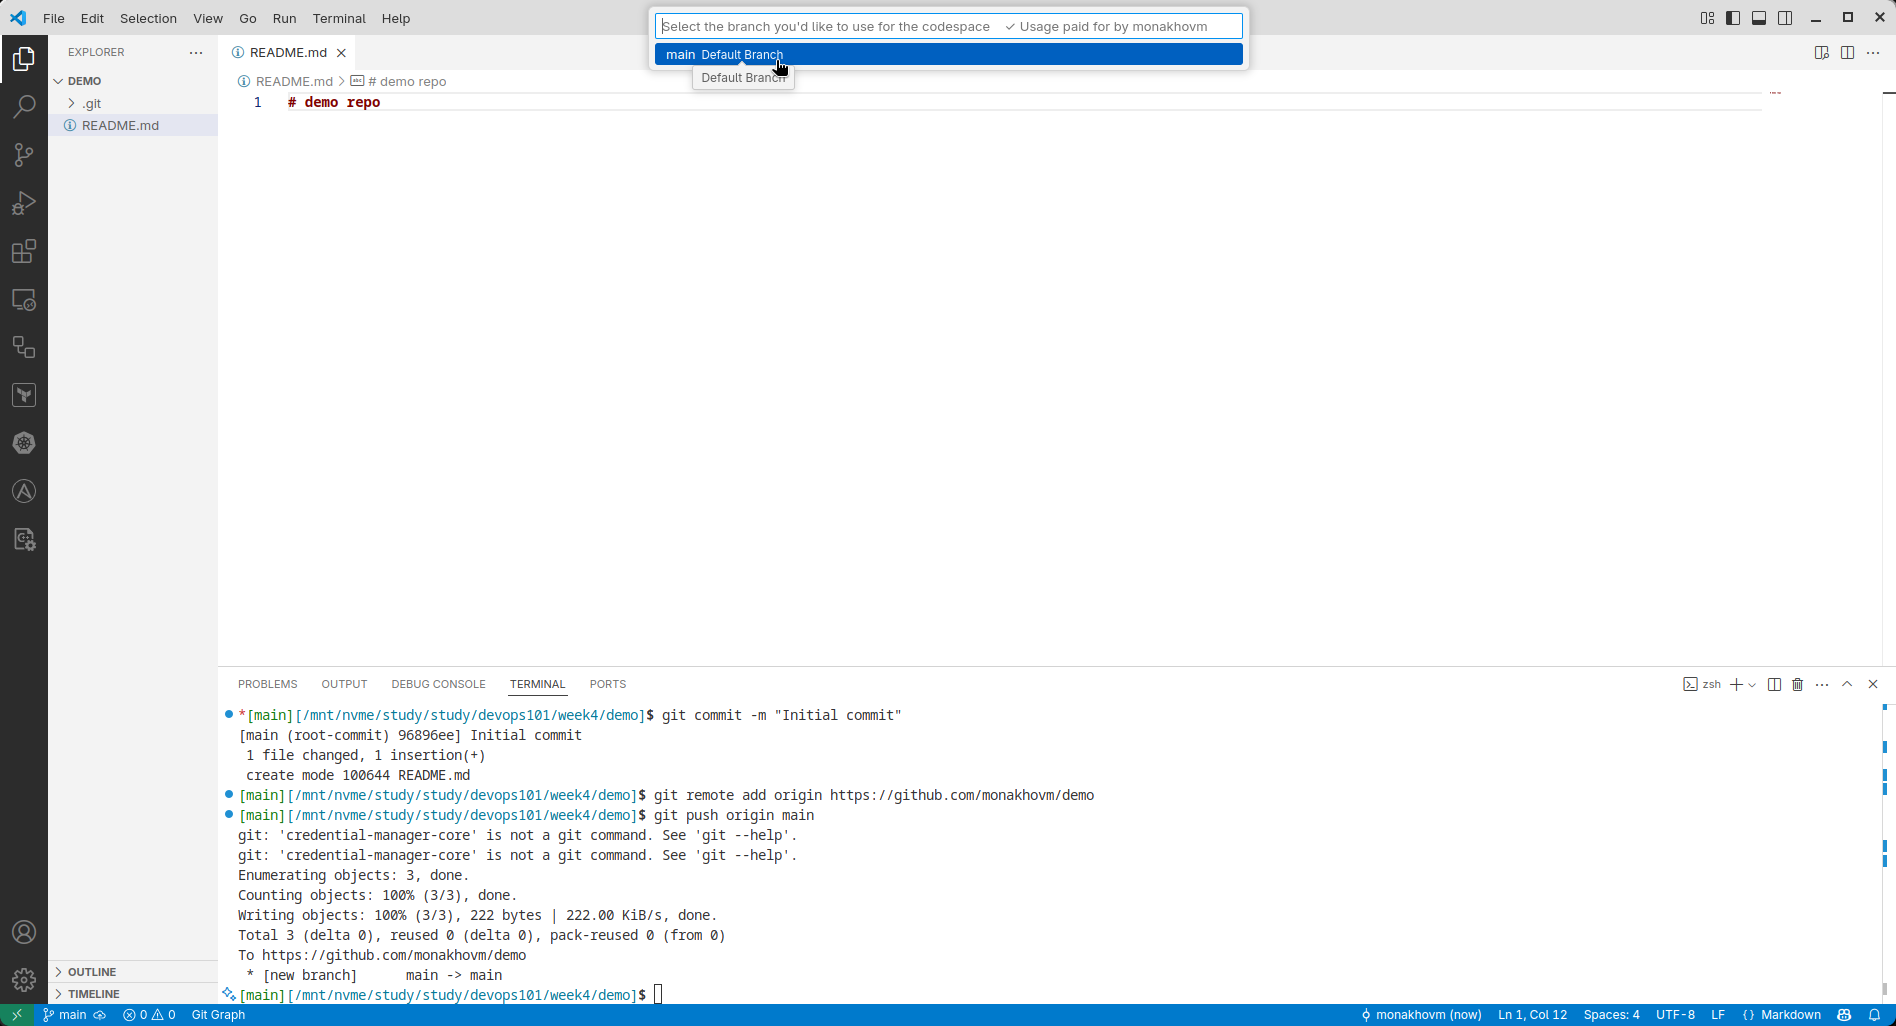 File Edit Selection View Go Run Terminal Help
Select the branch you'd like to use for the codespace ✓ Usage paid for by monakhovm
main Default Branch
Default Branch
EXPLORER
DEMO
.git
README.md
README.md
README.md > # demo repo
1 # demo repo
PROBLEMS OUTPUT DEBUG CONSOLE TERMINAL PORTS
zsh
*[main][/mnt/nvme/study/study/devops101/week4/demo]$ git commit -m "Initial commit"
[main (root-commit) 96896ee] Initial commit
1 file changed, 1 insertion(+)
create mode 100644 README.md
[main][/mnt/nvme/study/study/devops101/week4/demo]$ git remote add origin https://github.com/monakhovm/demo
[main][/mnt/nvme/study/study/devops101/week4/demo]$ git push origin main
git: 'credential-manager-core' is not a git command. See 'git --help'.
git: 'credential-manager-core' is not a git command. See 'git --help'.
Enumerating objects: 3, done.
Counting objects: 100% (3/3), done.
Writing objects: 100% (3/3), 222 bytes | 222.00 KiB/s, done.
Total 3 (delta 0), reused 0 (delta 0), pack-reused 0 (from 0)
To https://github.com/monakhovm/demo
* [new branch] main -> main
[main][/mnt/nvme/study/study/devops101/week4/demo]$
OUTLINE
TIMELINE
main 0 0 Git Graph
monakhovm (now) Ln 1, Col 12 Spaces: 4 UTF-8 LF {} Markdown